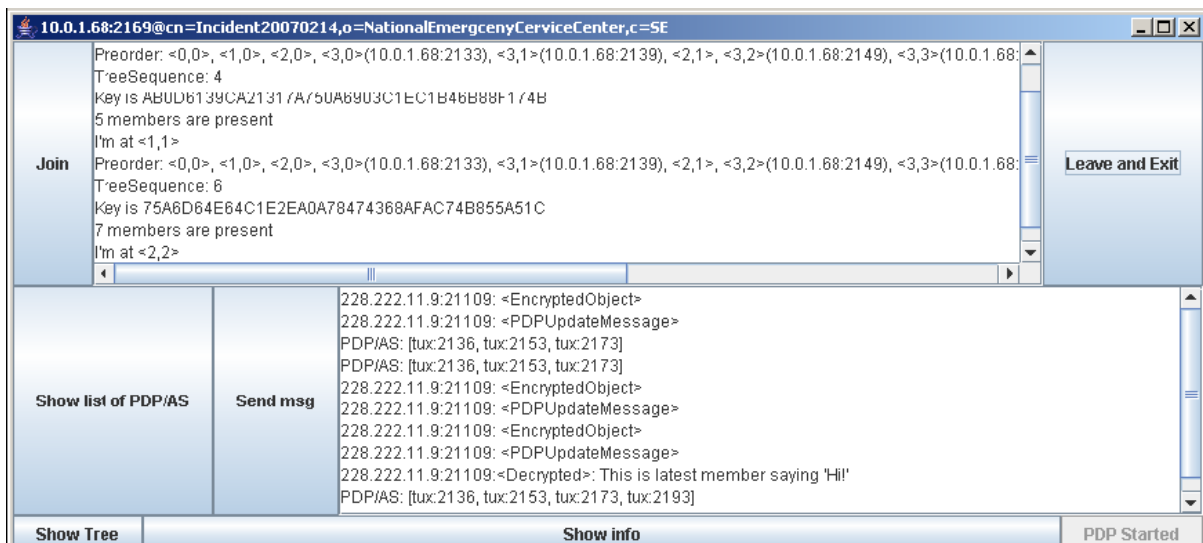 10.0.1.68:2169@cn=Incident20070214,o=NationalEmergcenyCerviceCenter,c=SE
Join
Preorder: <0,0>, <1,0>, <2,0>, <3,0>(10.0.1.68:2133), <3,1>(10.0.1.68:2139), <2,1>, <3,2>(10.0.1.68:2149), <3,3>(10.0.1.68:
TreeSequence: 4
Key is AB0D6139CA21317A750A6903C1EC1B46B88F174B
5 members are present
I'm at <1,1>
Preorder: <0,0>, <1,0>, <2,0>, <3,0>(10.0.1.68:2133), <3,1>(10.0.1.68:2139), <2,1>, <3,2>(10.0.1.68:2149), <3,3>(10.0.1.68:
TreeSequence: 6
Key is 75A6D64E64C1E2EA0A78474368AFAC74B855A51C
7 members are present
I'm at <2,2>
Leave and Exit
Show list of PDP/AS
Send msg
228.222.11.9:21109: <EncryptedObject>
228.222.11.9:21109: <PDPUpdateMessage>
PDP/AS: [tux:2136, tux:2153, tux:2173]
PDP/AS: [tux:2136, tux:2153, tux:2173]
228.222.11.9:21109: <EncryptedObject>
228.222.11.9:21109: <PDPUpdateMessage>
228.222.11.9:21109: <EncryptedObject>
228.222.11.9:21109: <PDPUpdateMessage>
228.222.11.9:21109:<Decrypted>: This is latest member saying 'Hi!'
PDP/AS: [tux:2136, tux:2153, tux:2173, tux:2193]
Show Tree
Show info
PDP Started